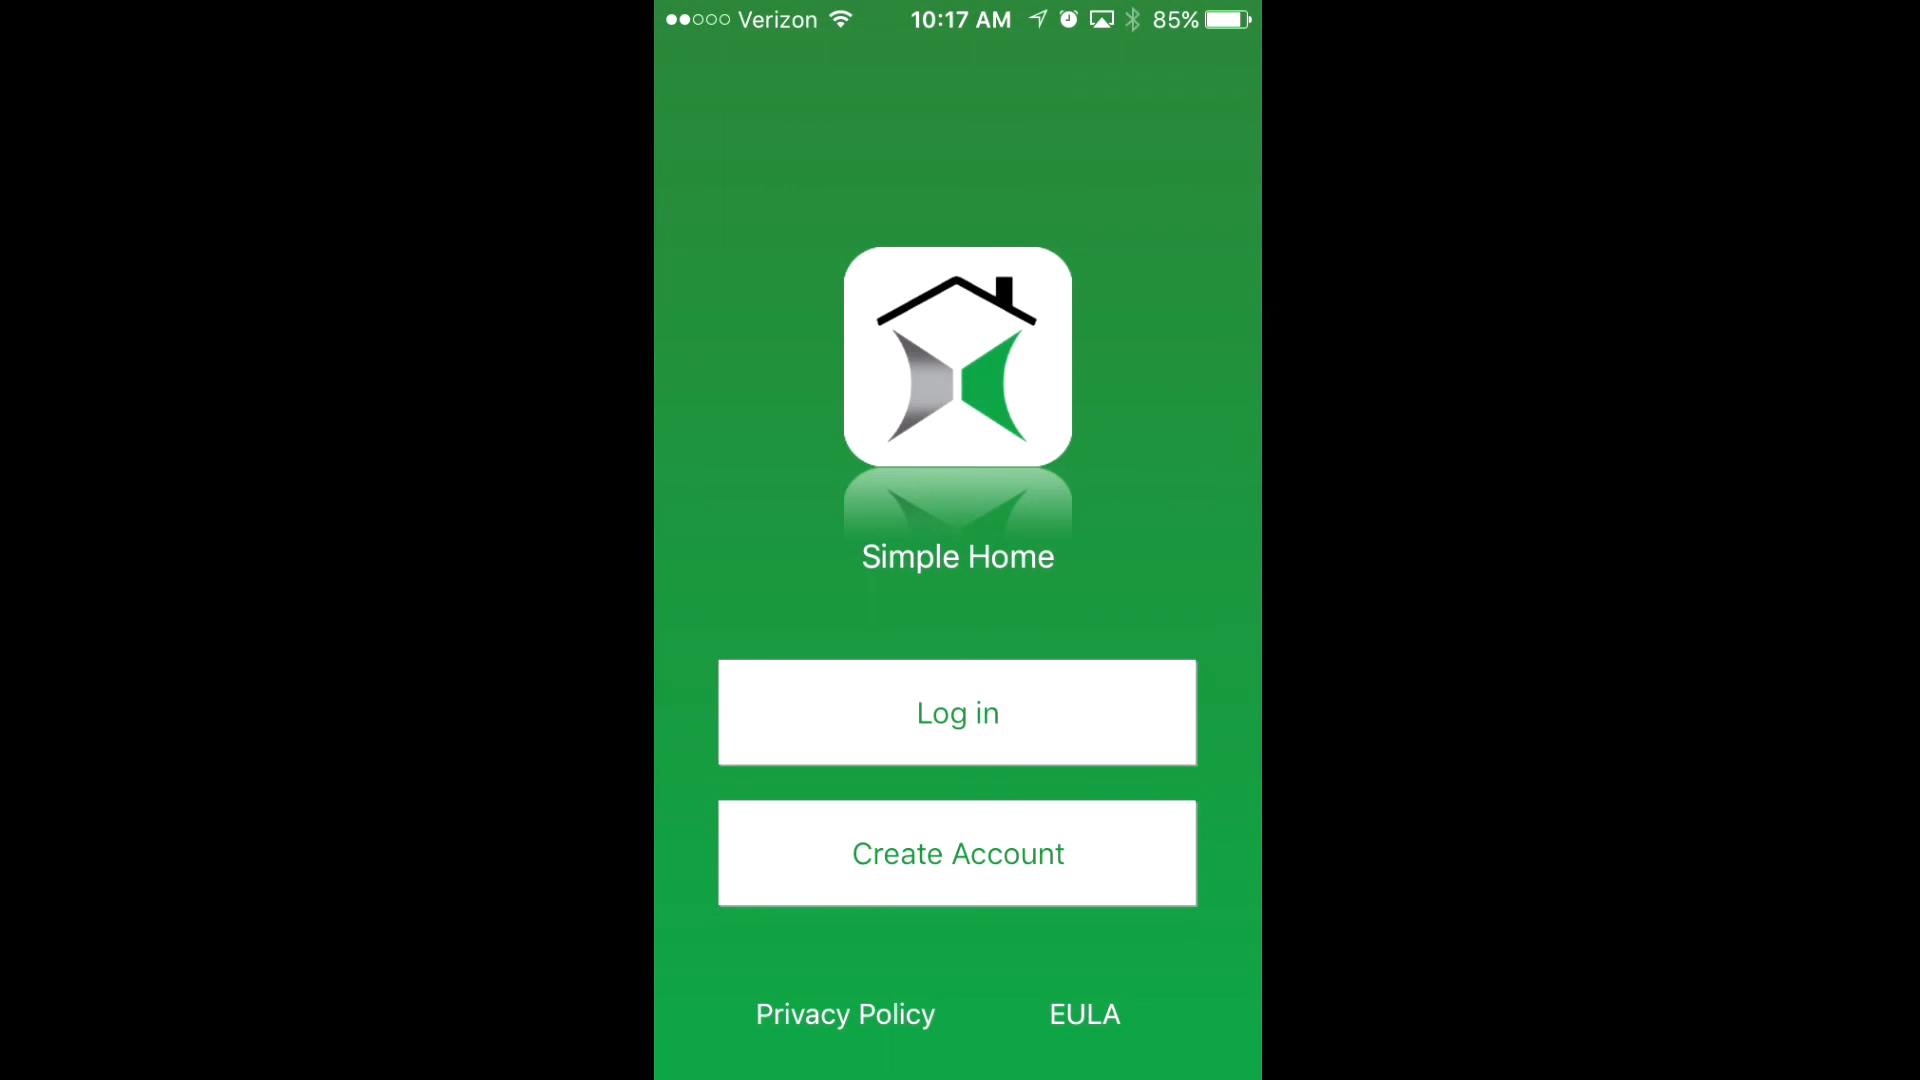 Verizon 10:17 AM 85%
Simple Home
Log in
Create Account
Privacy Policy EULA